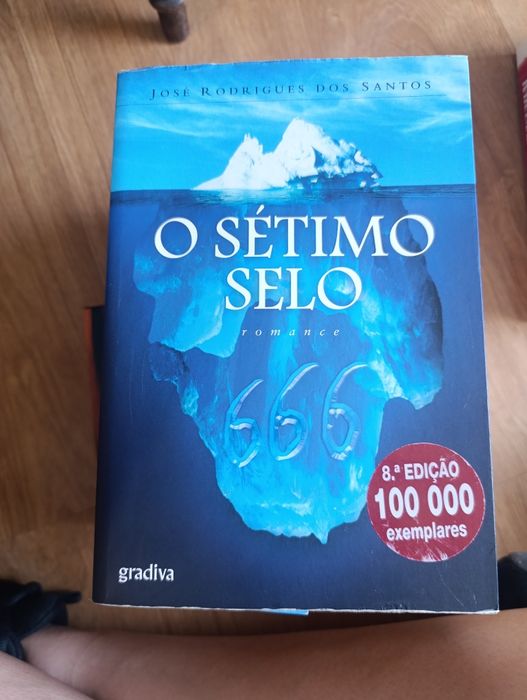 JOSÉ RODRIGUES DOS SANTOS
O SÉTIMO
SELO
romance
666
8.ª EDIÇÃO
100 000
exemplares
gradiva